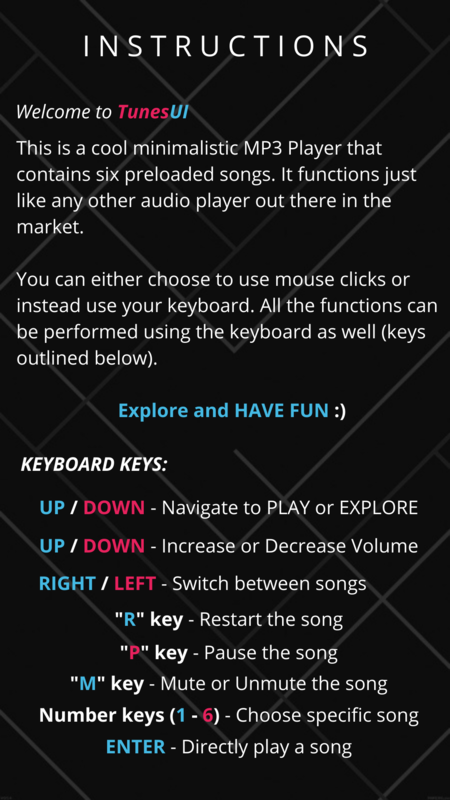 INSTRUCTIONS
Welcome to TunesUI
This is a cool minimalistic MP3 Player that
contains six preloaded songs. It functions just
like any other audio player out there in the
market.
You can either choose to use mouse clicks or
instead use your keyboard. All the functions can
be performed using the keyboard as well (keys
outlined below).
Explore and HAVE FUN :)
KEYBOARD KEYS:
UP / DOWN - Navigate to PLAY or EXPLORE
UP / DOWN - Increase or Decrease Volume
RIGHT / LEFT - Switch between songs
"R" key - Restart the song
"P" key - Pause the song
"M" key - Mute or Unmute the song
Number keys (1 - 6) - Choose specific song
ENTER - Directly play a song